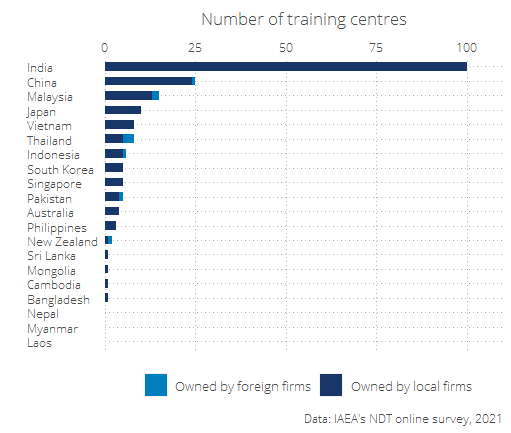 Number of training centres
0 25 50 75 100
India
China
Malaysia
Japan
Vietnam
Thailand
Indonesia
South Korea
Singapore
Pakistan
Australia
Philippines
New Zealand
Sri Lanka
Mongolia
Cambodia
Bangladesh
Nepal
Myanmar
Laos
Owned by foreign firms Owned by local firms
Data: IAEA's NDT online survey, 2021